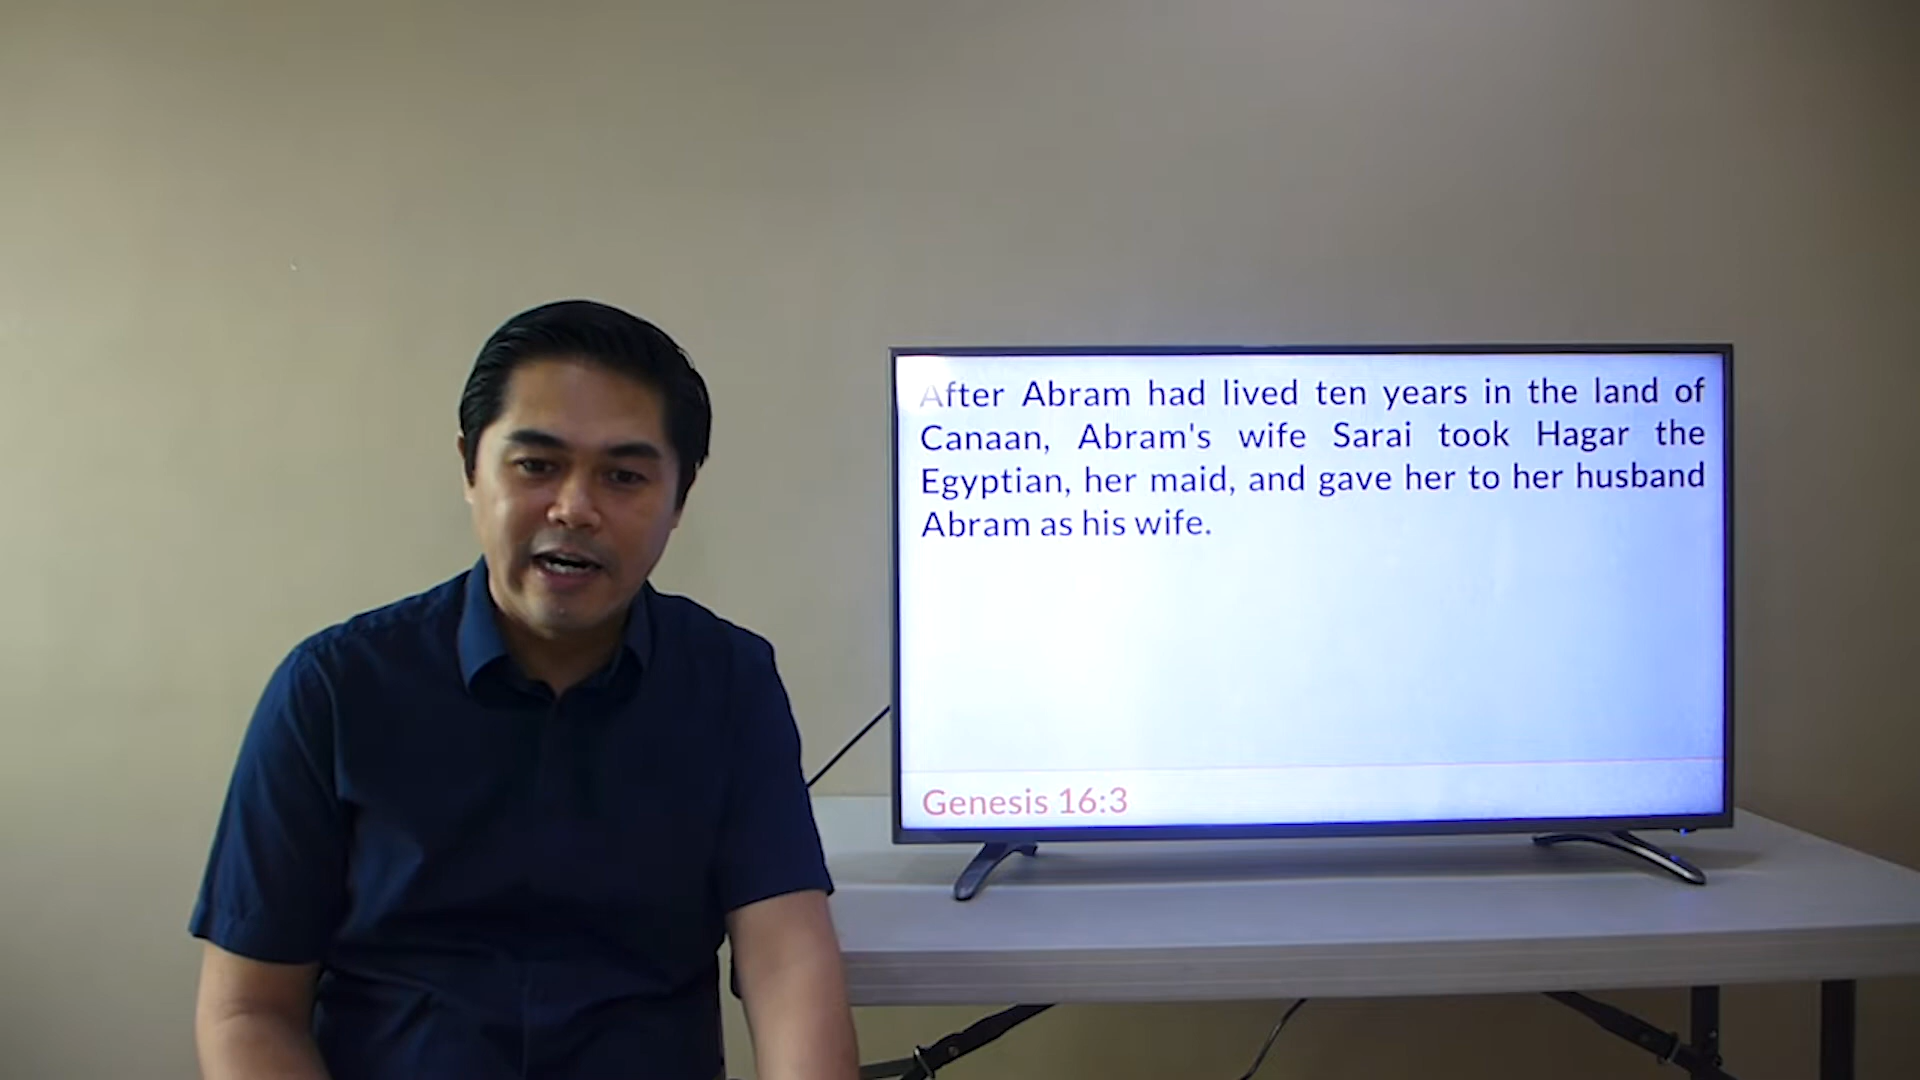 After Abram had lived ten years in the land of
Canaan, Abram's wife Sarai took Hagar the
Egyptian, her maid, and gave her to her husband
Abram as his wife.
Genesis 16:3